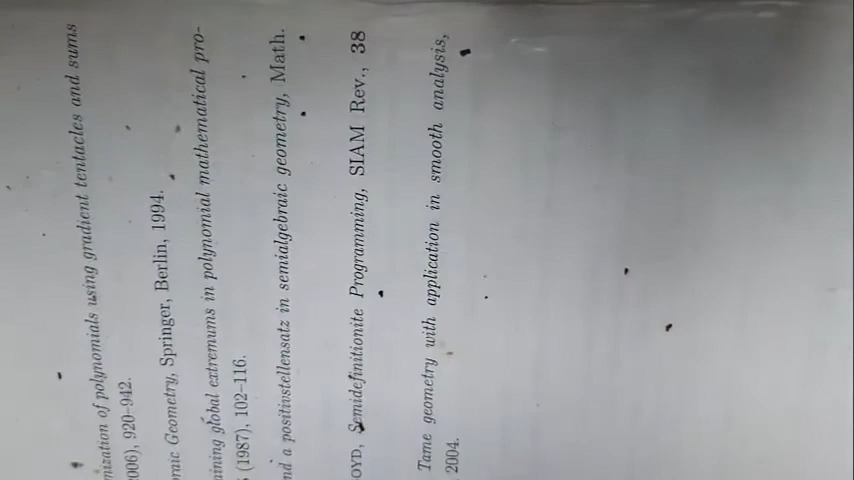 nization of polynomials using gradient tentacles and sums
006), 920–942.
raic Geometry, Springer, Berlin, 1994.
ining global extremums in polynomial mathematical pro-
(1987), 102–116.
nd a positivstellensatz in semialgebraic geometry, Math.
OYD, Semidefinitionite Programming, SIAM Rev., 38
Tame geometry with application in smooth analysis,
2004.